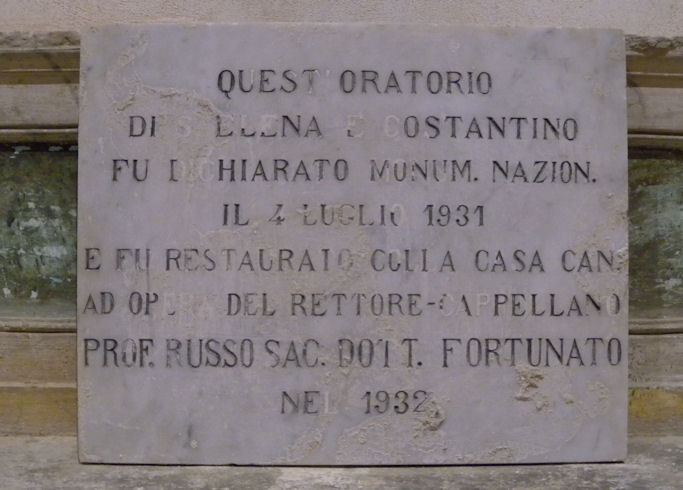 QUEST'ORATORIO
DI S. ELENA E COSTANTINO
FU DICHIARATO MONUM. NAZION.
IL 4 LUGLIO 1931
E FU RESTAURATO COLLA CASA CAN.
AD OPERA DEL RETTORE-CAPPELLANO
PROF. RUSSO SAC. DOTT. FORTUNATO
NEL 1932